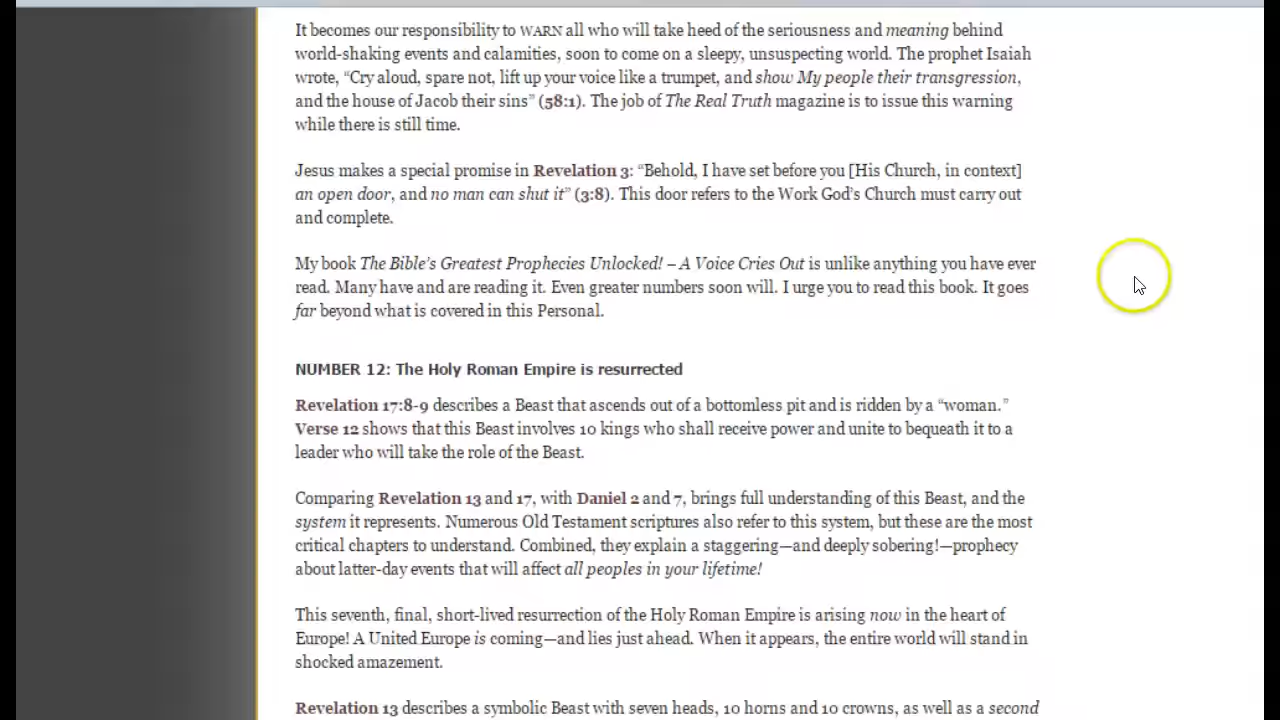 It becomes our responsibility to WARN all who will take heed of the seriousness and meaning behind
world-shaking events and calamities, soon to come on a sleepy, unsuspecting world. The prophet Isaiah
wrote, “Cry aloud, spare not, lift up your voice like a trumpet, and show My people their transgression,
and the house of Jacob their sins” (58:1). The job of The Real Truth magazine is to issue this warning
while there is still time.
Jesus makes a special promise in Revelation 3: “Behold, I have set before you [His Church, in context]
an open door, and no man can shut it” (3:8). This door refers to the Work God’s Church must carry out
and complete.
My book The Bible’s Greatest Prophecies Unlocked! – A Voice Cries Out is unlike anything you have ever
read. Many have and are reading it. Even greater numbers soon will. I urge you to read this book. It goes
far beyond what is covered in this Personal.
NUMBER 12: The Holy Roman Empire is resurrected
Revelation 17:8-9 describes a Beast that ascends out of a bottomless pit and is ridden by a “woman.”
Verse 12 shows that this Beast involves 10 kings who shall receive power and unite to bequeath it to a
leader who will take the role of the Beast.
Comparing Revelation 13 and 17, with Daniel 2 and 7, brings full understanding of this Beast, and the
system it represents. Numerous Old Testament scriptures also refer to this system, but these are the most
critical chapters to understand. Combined, they explain a staggering—and deeply sobering!—prophecy
about latter-day events that will affect all peoples in your lifetime!
This seventh, final, short-lived resurrection of the Holy Roman Empire is arising now in the heart of
Europe! A United Europe is coming—and lies just ahead. When it appears, the entire world will stand in
shocked amazement.
Revelation 13 describes a symbolic Beast with seven heads, 10 horns and 10 crowns, as well as a second